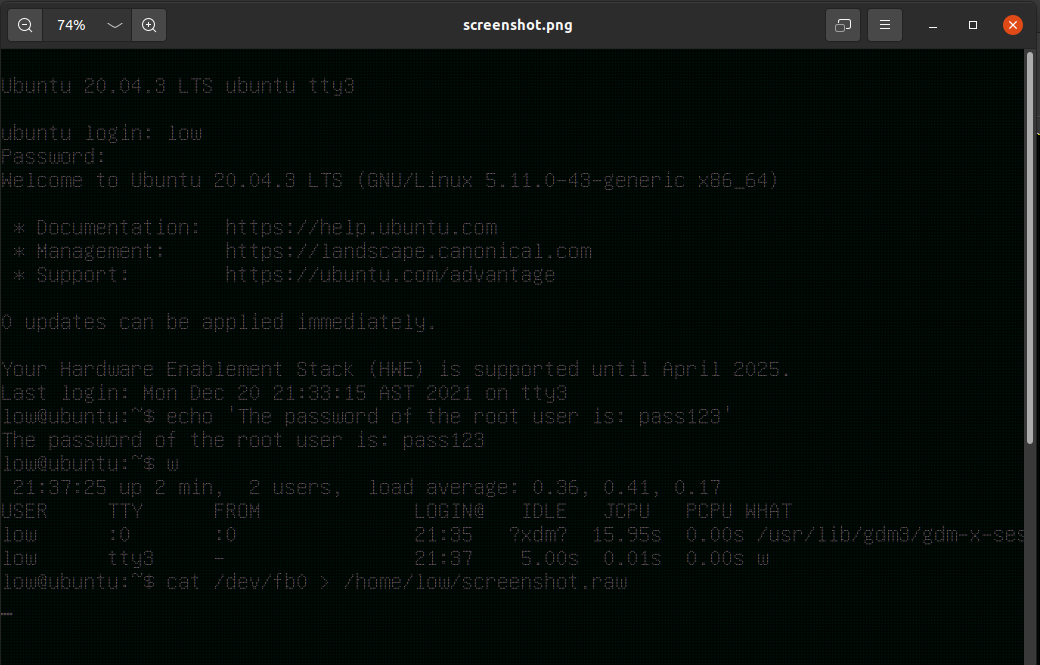 74%
screenshot.png
Ubuntu 20.04.3 LTS ubuntu tty3
ubuntu login: low
Password:
Welcome to Ubuntu 20.04.3 LTS (GNU/Linux 5.11.0-43-generic x86_64)
* Documentation:  https://help.ubuntu.com
* Management:     https://landscape.canonical.com
* Support:        https://ubuntu.com/advantage
0 updates can be applied immediately.
Your Hardware Enablement Stack (HWE) is supported until April 2025.
Last login: Mon Dec 20 21:33:15 AST 2021 on tty3
low@ubuntu:~$ echo 'The password of the root user is: pass123'
The password of the root user is: pass123
low@ubuntu:~$ w
21:37:25 up 2 min,  2 users,  load average: 0.36, 0.41, 0.17
USER     TTY      FROM             LOGIN@   IDLE   JCPU   PCPU WHAT
low      :0       :0               21:35   ?xdm?  15.95s  0.00s /usr/lib/gdm3/gdm-x-ses
low      tty3     -                21:37    5.00s  0.01s  0.00s w
low@ubuntu:~$ cat /dev/fb0 > /home/low/screenshot.raw